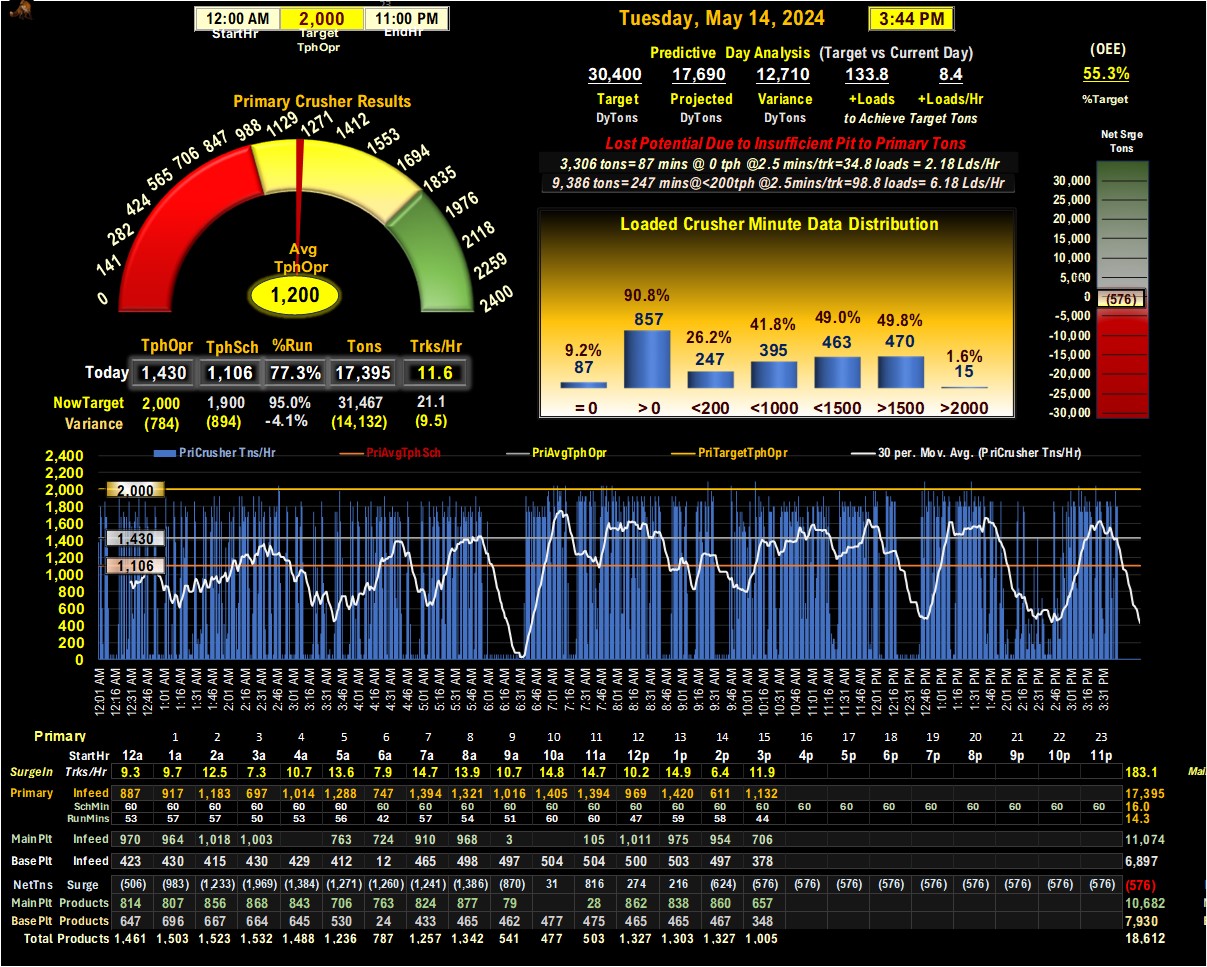 23
12:00 AM 2,000 11:00 PM
StartHr Target TphOpr EndHr
Tuesday, May 14, 2024 3:44 PM
Predictive Day Analysis (Target vs Current Day)
30,400 17,690 12,710 133.8 8.4
Target Projected Variance +Loads +Loads/Hr
DyTons DyTons DyTons to Achieve Target Tons
(OEE)
55.3%
%Target
Lost Potential Due to Insufficient Pit to Primary Tons
3,306 tons=87 mins @ 0 tph @2.5 mins/trk=34.8 loads = 2.18 Lds/Hr
9,386 tons=247 mins@<200tph @2.5mins/trk=98.8 loads= 6.18 Lds/Hr
Primary Crusher Results
0 141 282 424 565 706 847 988 1129 1271 1412 1553 1694 1835 1976 2118 2259 2400
Avg
TphOpr
1,200
TphOpr TphSch %Run Tons Trks/Hr
Today 1,430 1,106 77.3% 17,395 11.6
NowTarget 2,000 1,900 95.0% 31,467 21.1
Variance (784) (894) -4.1% (14,132) (9.5)
Loaded Crusher Minute Data Distribution
9.2% 90.8% 26.2% 41.8% 49.0% 49.8% 1.6%
87 857 247 395 463 470 15
= 0 > 0 <200 <1000 <1500 >1500 >2000
Net Srge
Tons
30,000
25,000
20,000
15,000
10,000
5,000
0
(576)
-5,000
-10,000
-15,000
-20,000
-25,000
-30,000
PriCrusher Tns/Hr PriAvgTph Sch PriAvgTph Opr PriTargetTphOpr 30 per. Mov. Avg. (PriCrusher Tns/Hr)
2,400
2,200
2,000
1,800
1,600
1,400
1,200
1,000
800
600
400
200
0
2,000
1,430
1,106
12:01 AM 12:16 AM 12:31 AM 12:46 AM 1:01 AM 1:16 AM 1:31 AM 1:46 AM 2:01 AM 2:16 AM 2:31 AM 2:46 AM 3:01 AM 3:16 AM 3:31 AM 3:46 AM 4:01 AM 4:16 AM 4:31 AM 4:46 AM 5:01 AM 5:16 AM 5:31 AM 5:46 AM 6:01 AM 6:16 AM 6:31 AM 6:46 AM 7:01 AM 7:16 AM 7:31 AM 7:46 AM 8:01 AM 8:16 AM 8:31 AM 8:46 AM 9:01 AM 9:16 AM 9:31 AM 9:46 AM 10:01 AM 10:16 AM 10:31 AM 10:46 AM 11:01 AM 11:16 AM 11:31 AM 11:46 AM 12:01 PM 12:16 PM 12:31 PM 12:46 PM 1:01 PM 1:16 PM 1:31 PM 1:46 PM 2:01 PM 2:16 PM 2:31 PM 2:46 PM 3:01 PM 3:16 PM 3:31 PM
Primary 1 2 3 4 5 6 7 8 9 10 11 12 13 14 15 16 17 18 19 20 21 22 23
StartHr 12a 1a 2a 3a 4a 5a 6a 7a 8a 9a 10a 11a 12p 1p 2p 3p 4p 5p 6p 7p 8p 9p 10p 11p
SurgeIn Trks/Hr 9.3 9.7 12.5 7.3 10.7 13.6 7.9 14.7 13.9 10.7 14.8 14.7 10.2 14.9 6.4 11.9 183.1
Primary Infeed 887 917 1,183 697 1,014 1,288 747 1,394 1,321 1,016 1,405 1,394 969 1,420 611 1,132 17,395
SchMin 60 60 60 60 60 60 60 60 60 60 60 60 60 60 60 60 60 60 60 60 60 60 60 60 16.0
RunMins 53 57 57 50 53 56 42 57 54 51 60 60 47 59 58 44 14.3
MainPlt Infeed 970 964 1,018 1,003 763 724 910 968 3 105 1,011 975 954 706 11,074
BasePlt Infeed 423 430 415 430 429 412 12 465 498 497 504 504 500 503 497 378 6,897
NetTns Surge (506) (983) (1,233) (1,969) (1,384) (1,271) (1,260) (1,241) (1,386) (870) 31 816 274 216 (624) (576) (576) (576) (576) (576) (576) (576) (576) (576) (576)
MainPlt Products 814 807 856 868 843 706 763 824 877 79 28 862 838 860 657 10,682
BasePlt Products 647 696 667 664 645 530 24 433 465 462 477 475 465 465 467 348 7,930
Total Products 1,461 1,503 1,523 1,532 1,488 1,236 787 1,257 1,342 541 477 503 1,327 1,303 1,327 1,005 18,612